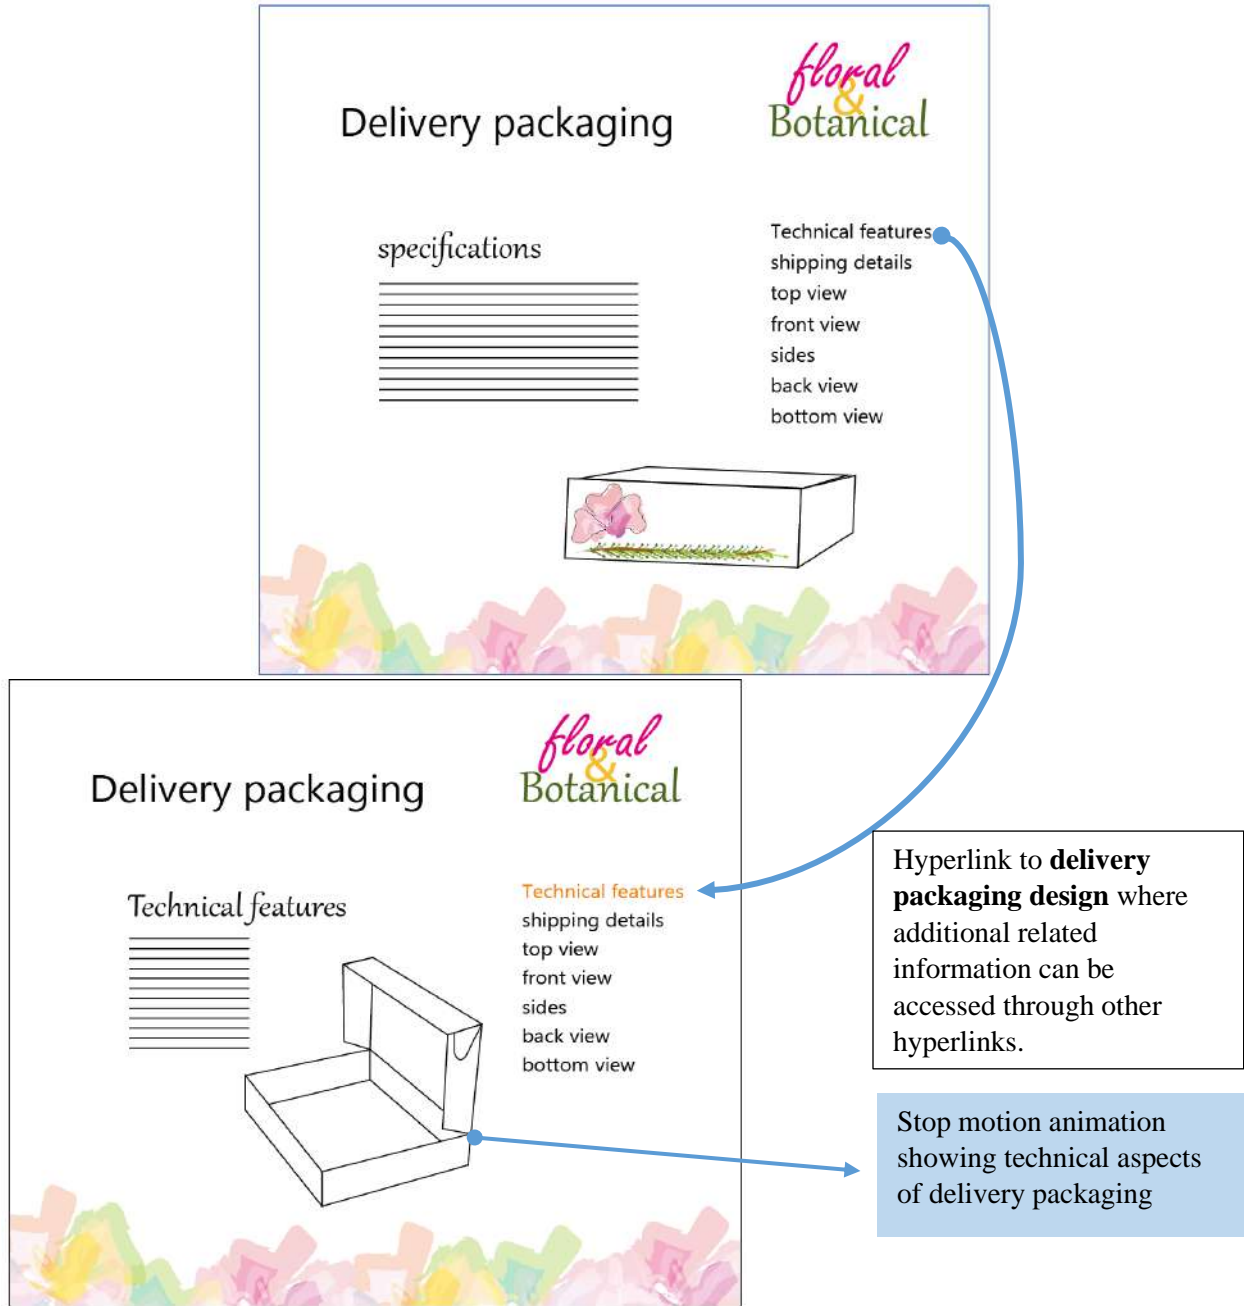 floral
&
Botanical
Delivery packaging
specifications
Technical features
shipping details
top view
front view
sides
back view
bottom view
floral
&
Botanical
Delivery packaging
Technical features
Technical features
shipping details
top view
front view
sides
back view
bottom view
Hyperlink to delivery
packaging design where
additional related
information can be
accessed through other
hyperlinks.
Stop motion animation
showing technical aspects
of delivery packaging